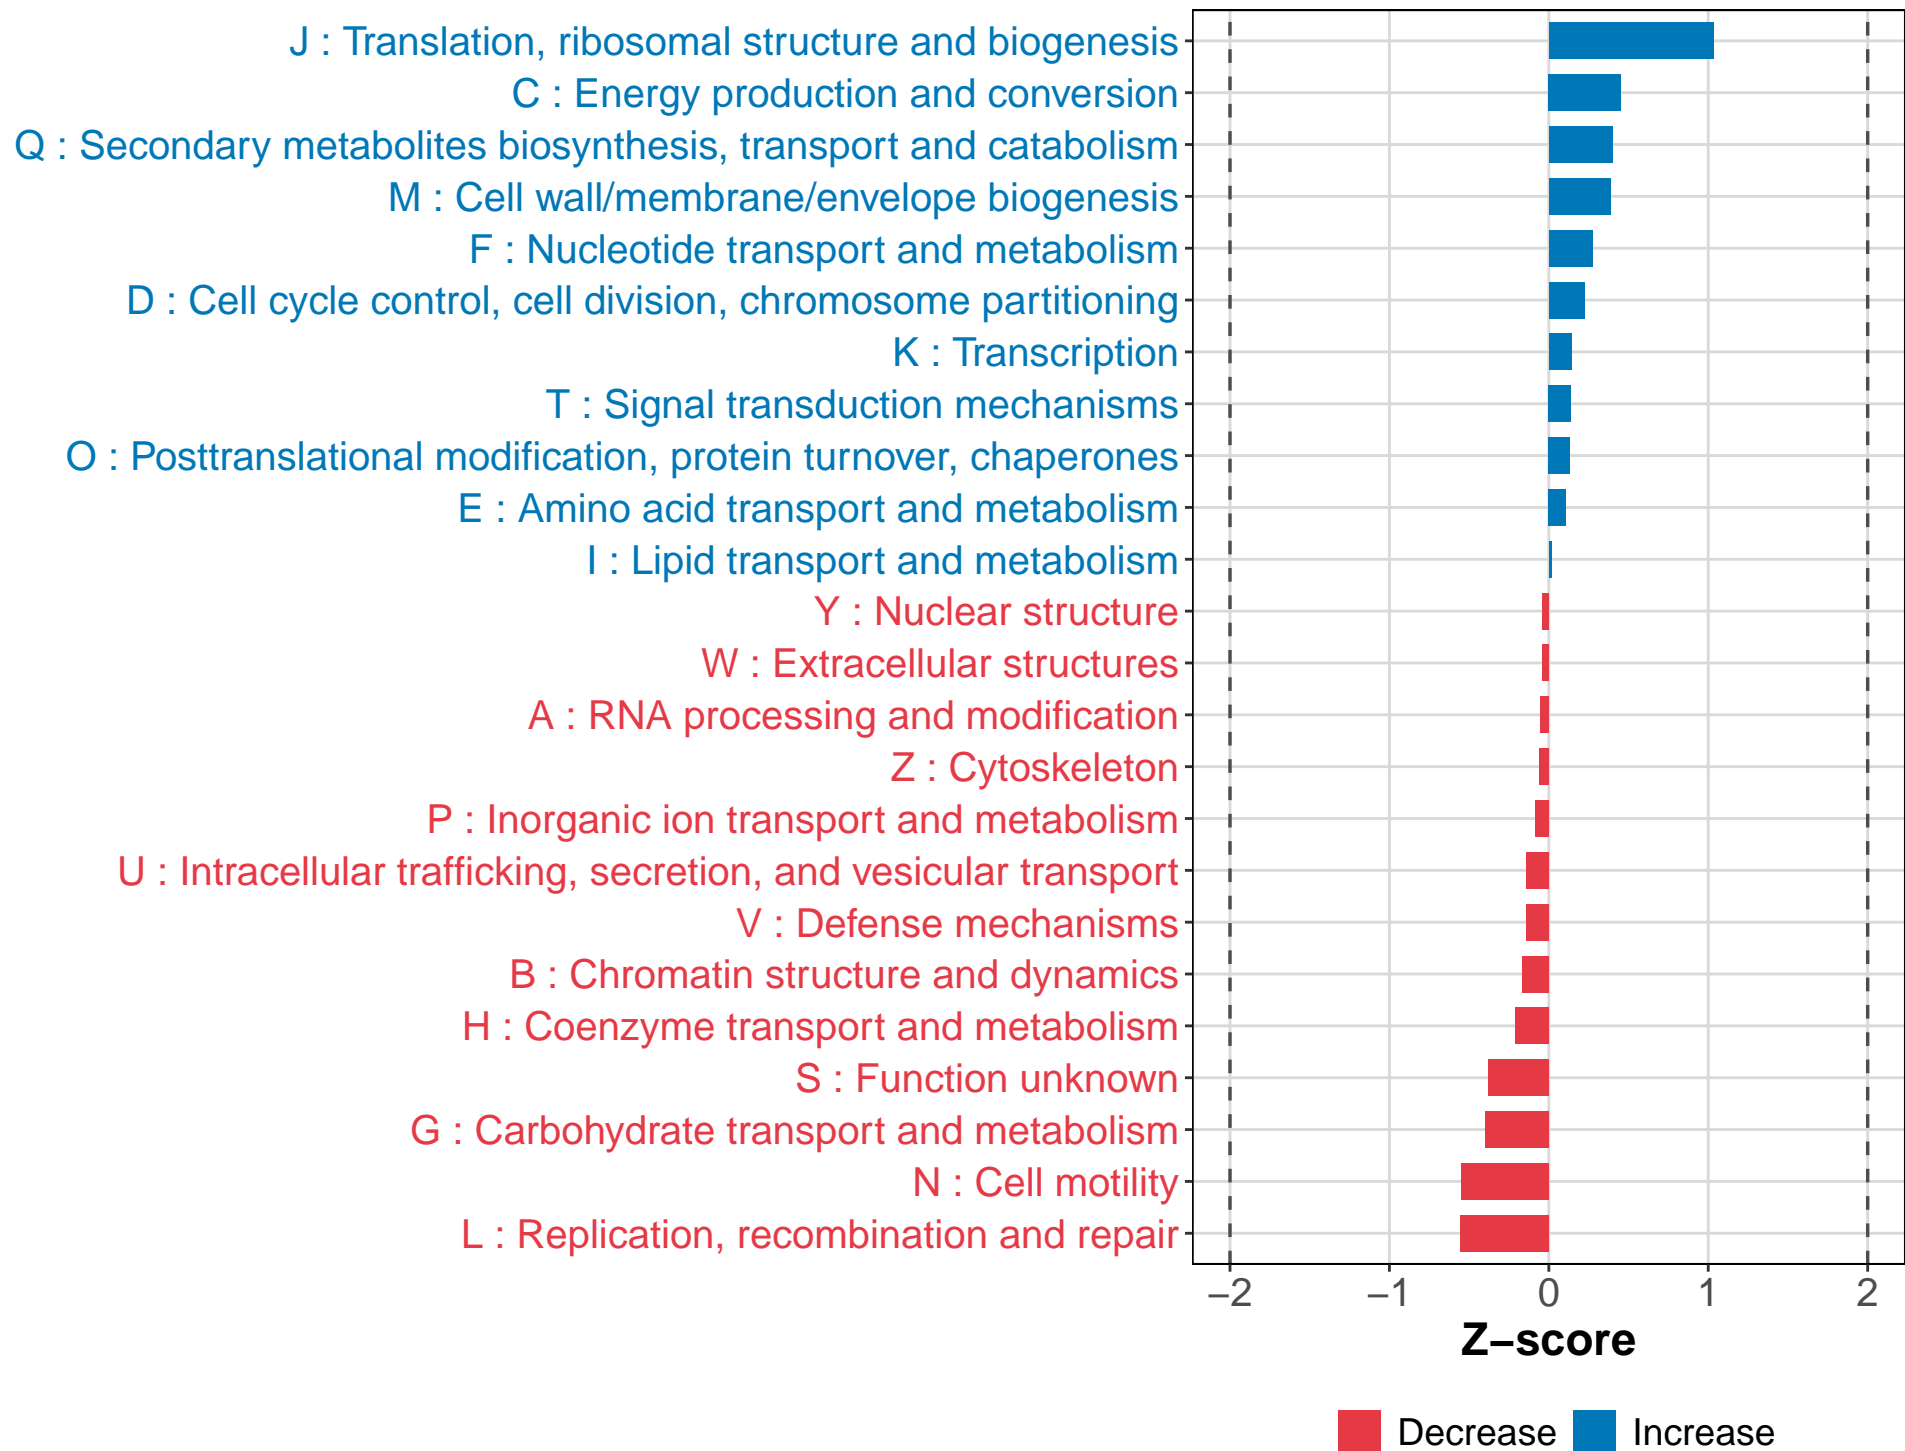 J : Translation, ribosomal structure and biogenesis
C : Energy production and conversion
Q : Secondary metabolites biosynthesis, transport and catabolism
M : Cell wall/membrane/envelope biogenesis
F : Nucleotide transport and metabolism
D : Cell cycle control, cell division, chromosome partitioning
K : Transcription
T : Signal transduction mechanisms
O : Posttranslational modification, protein turnover, chaperones
E : Amino acid transport and metabolism
I : Lipid transport and metabolism
Y : Nuclear structure
W : Extracellular structures
A : RNA processing and modification
Z : Cytoskeleton
P : Inorganic ion transport and metabolism
U : Intracellular trafficking, secretion, and vesicular transport
V : Defense mechanisms
B : Chromatin structure and dynamics
H : Coenzyme transport and metabolism
S : Function unknown
G : Carbohydrate transport and metabolism
N : Cell motility
L : Replication, recombination and repair
−2 −1 0 1 2
Z−score
Decrease Increase